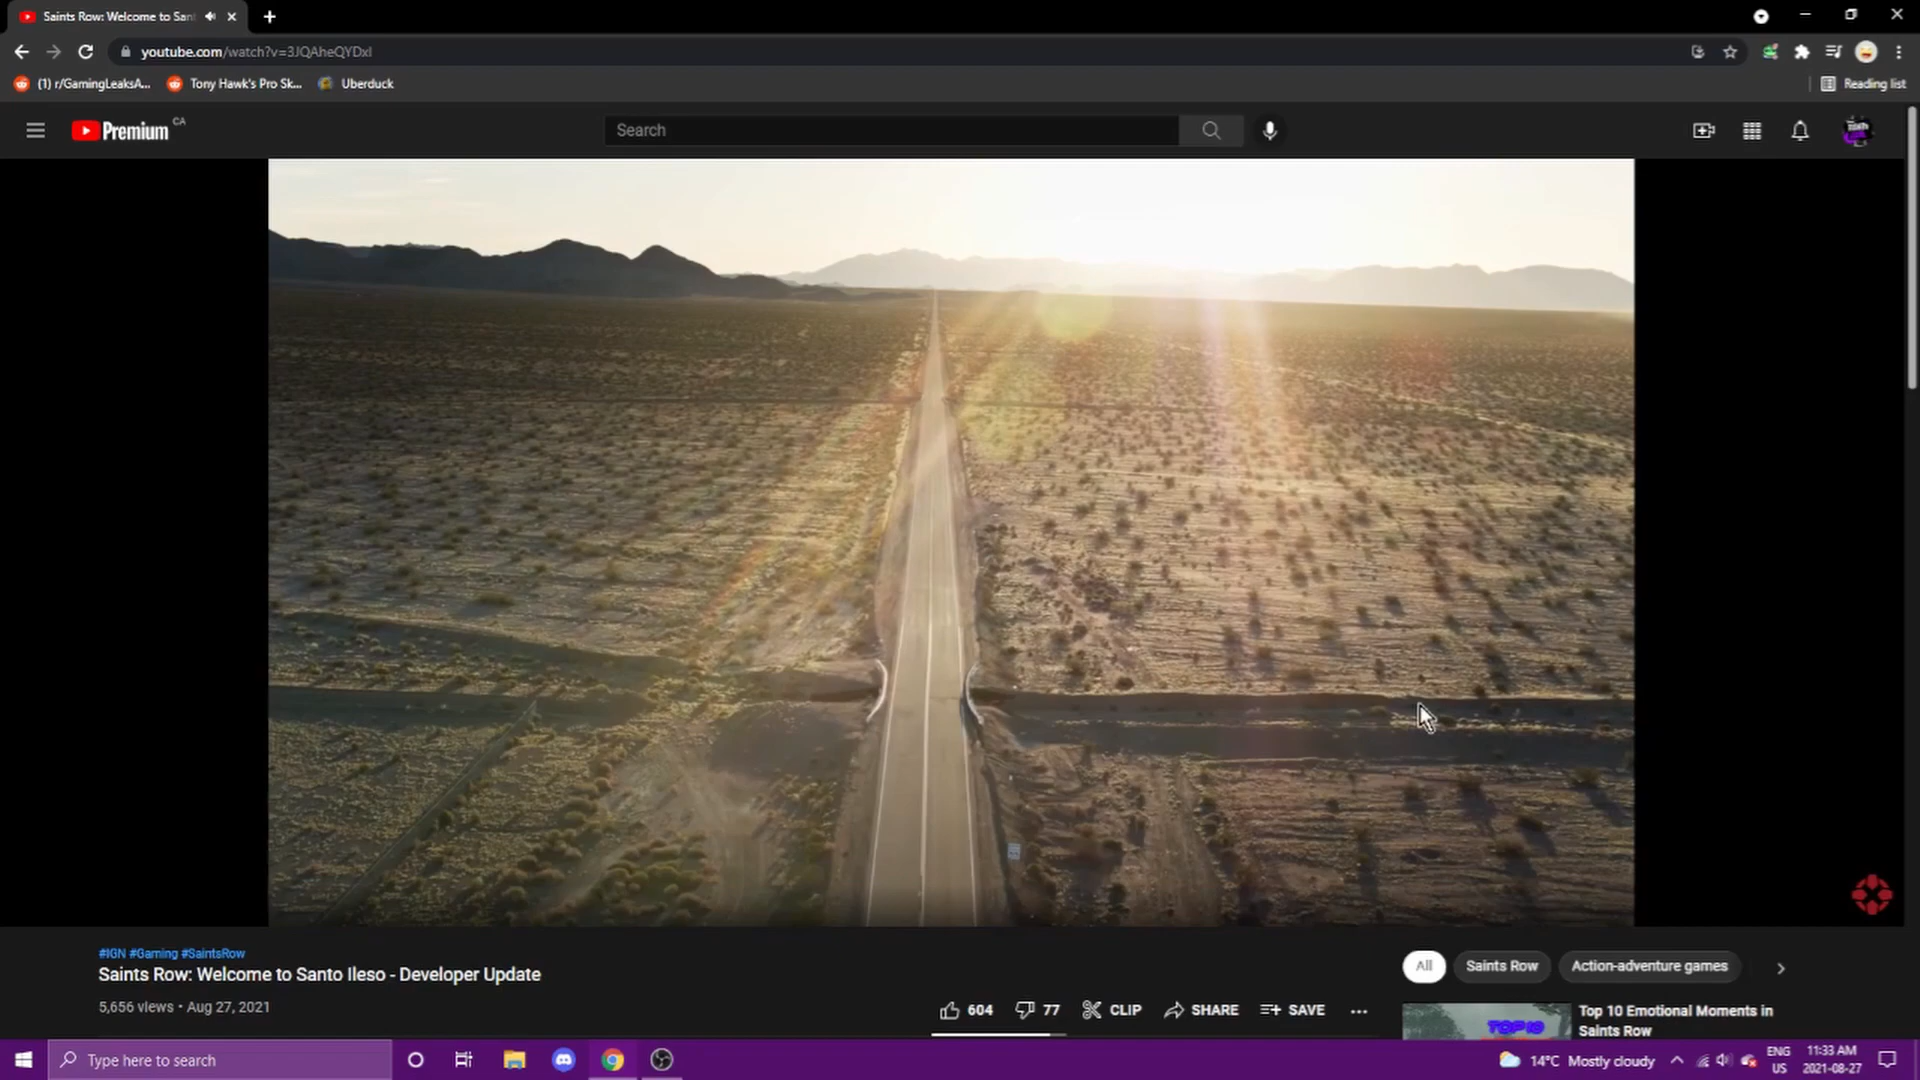 Saints Row: Welcome to San
youtube.com/watch?v=3JQAheQYDxI
(1) r/GamingLeaksA...
Tony Hawk's Pro Sk...
Uberduck
Reading list
Premium CA
Search
#IGN #Gaming #SaintsRow
Saints Row: Welcome to Santo Ileso - Developer Update
5,656 views • Aug 27, 2021
604
77
CLIP
SHARE
SAVE
All
Saints Row
Action-adventure games
TOP 10
Top 10 Emotional Moments in
Saints Row
Type here to search
14°C Mostly cloudy
ENG
US
11:33 AM
2021-08-27